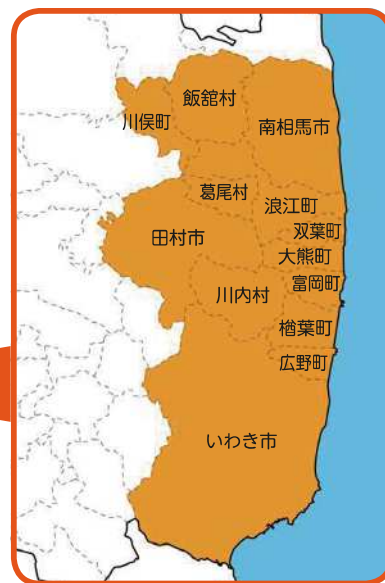 飯舘村
川俣町
南相馬市
葛尾村
浪江町
双葉町
田村市
大熊町
富岡町
川内村
楢葉町
広野町
いわき市